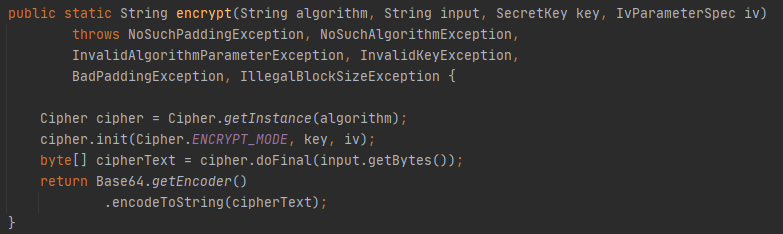 public static String encrypt(String algorithm, String input, SecretKey key, IvParameterSpec iv)
        throws NoSuchPaddingException, NoSuchAlgorithmException,
        InvalidAlgorithmParameterException, InvalidKeyException,
        BadPaddingException, IllegalBlockSizeException {

    Cipher cipher = Cipher.getInstance(algorithm);
    cipher.init(Cipher.ENCRYPT_MODE, key, iv);
    byte[] cipherText = cipher.doFinal(input.getBytes());
    return Base64.getEncoder()
            .encodeToString(cipherText);
}